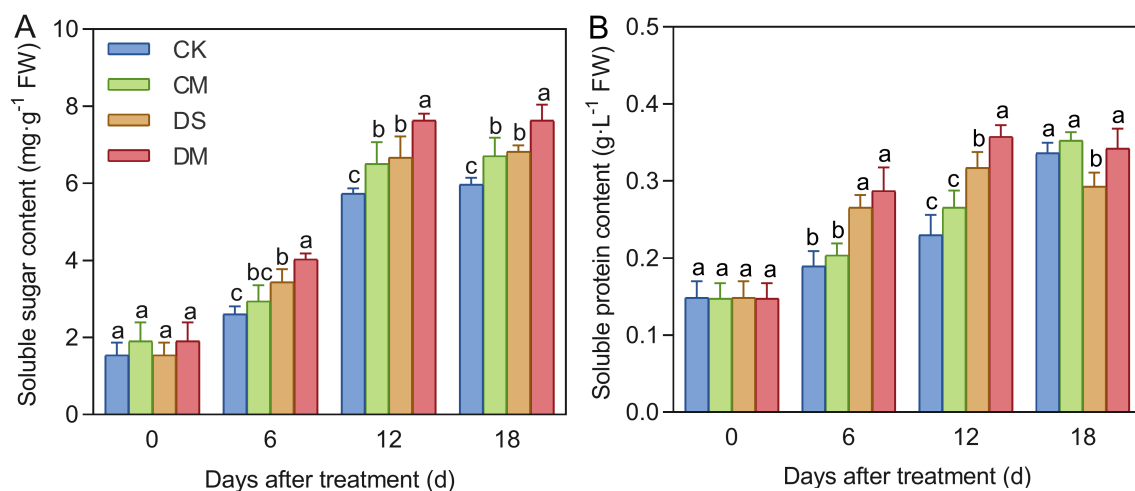 A
Soluble sugar content (mg·g⁻¹ FW)
10
8
6
4
2
0
CK
CM
DS
DM
a a a a
c bc b a
c b b a
c b b a
0 6 12 18
Days after treatment (d)
B
Soluble protein content (g·L⁻¹ FW)
0.5
0.4
0.3
0.2
0.1
0.0
a a a a
b b a a
c c b a
a a b a
0 6 12 18
Days after treatment (d)